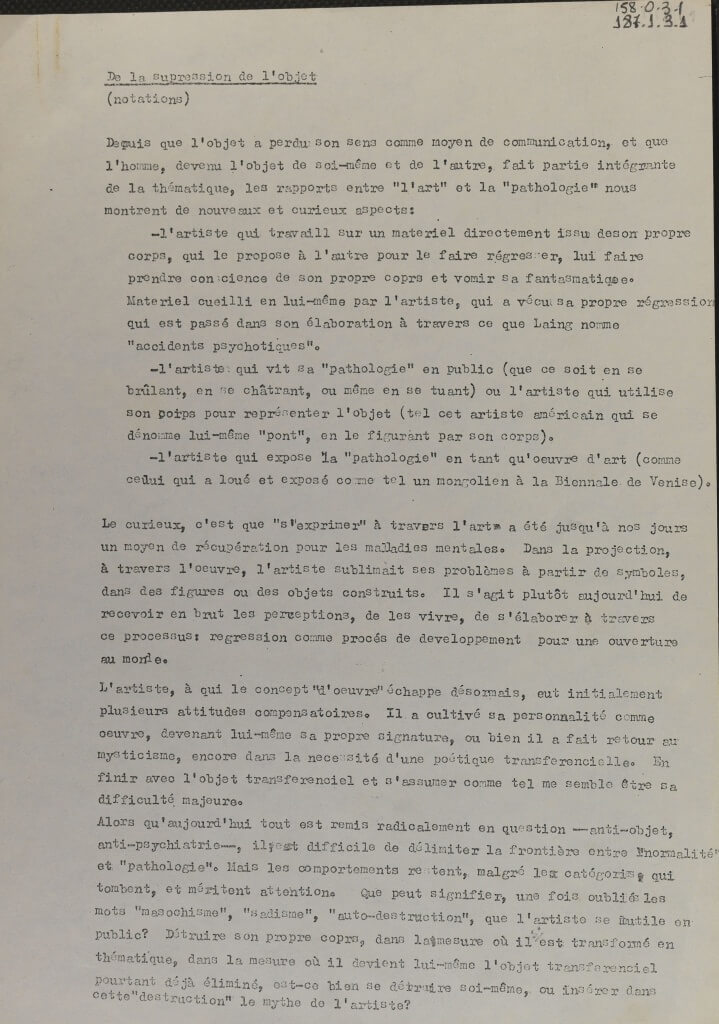 158.0.31
187.1.31
De la supression de l'objet
(notations)
Depuis que l'objet a perdu son sens comme moyen de communication, et que
l'homme, devenu l'objet de soi-même et de l'autre, fait partie intégrante
de la thématique, les rapports entre "l'art" et la "pathologie" nous
montrent de nouveaux et curieux aspects:
-l'artiste qui travaill sur un materiel directement issu deson propre
corps, qui le propose à l'autre pour le faire régresser, lui faire
prendre conscience de son propre coprs et vomir sa fantasmatique.
Materiel cueilli en lui-même par l'artiste, qui a vécu sa propre régression
qui est passé dans son élaboration à travers ce que Laing nomme
"accidents psychotiques".
-l'artiste qui vit sa "pathologie" en public (que ce soit en se
brûlant, en se châtrant, ou même en se tuant) ou l'artiste qui utilise
son corps pour représenter l'objet (tel cet artiste américain qui se
dénomme lui-même "pont", en le figurant par son corps).
-l'artiste qui expose la "pathologie" en tant qu'oeuvre d'art (comme
celui qui a loué et exposé comme tel un mongolien à la Biennale de Venise).
Le curieux, c'est que "s'exprimer" à travers l'art a été jusqu'à nos jours
un moyen de récupération pour les malladies mentales. Dans la projection,
à travers l'oeuvre, l'artiste sublimait ses problèmes à partir de symboles,
dans des figures ou des objets construits. Il s'agit plutôt aujourd'hui de
recevoir en brut les perceptions, de les vivre, de s'élaborer à travers
ce processus: regression comme procés de developpement pour une ouverture
au monde.
L'artiste, à qui le concept "d'oeuvre" échappe désormais, eut initialement
plusieurs attitudes compensatoires. Il a cultivé sa personnalité comme
oeuvre, devenant lui-même sa propre signature, ou bien il a fait retour au
mysticisme, encore dans la necessité d'une poétique transferencielle. En
finir avec l'objet transferenciel et s'assumer comme tel me semble être sa
difficulté majeure.
Alors qu'aujourd'hui tout est remis radicalement en question —anti-objet,
anti-psychiatrie—, il est difficile de délimiter la frontière entre "normalité"
et "pathologie". Mais les comportements restent, malgré les catégories qui
tombent, et méritent attention. Que peut signifier, une fois oubliés les
mots "masochisme", "sadisme", "auto-destruction", que l'artiste se mutile en
public? Détruire son propre coprs, dans la mesure où il est transformé en
thématique, dans la mesure où il devient lui-même l'objet transferenciel
pourtant déjà éliminé, est-ce bien se détruire soi-même, ou insérer dans
cette "destruction" le mythe de l'artiste?